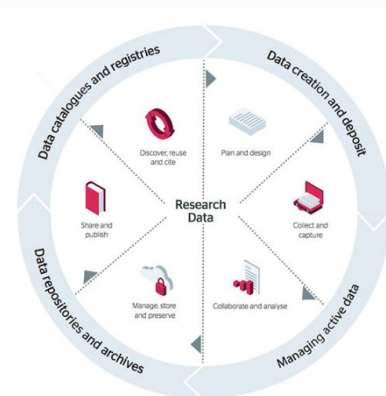 Data catalogues and registries
Data creation and deposit
Discover, reuse
and cite
Plan and design
Share and
publish
Research
Data
Collect and
capture
Manage, store
and preserve
Collaborate and analyse
Data repositories and archives
Managing active data